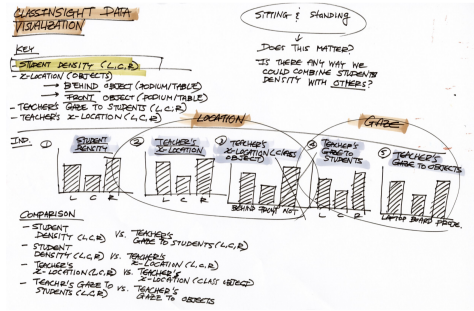 CLASSINSIGHT DATA
VISUALIZATION
KEY
- STUDENT DENSITY (L,C,R)
- X-LOCATION (OBJECTS)
→ BEHIND OBJECT (PODIUM/TABLE)
→ FRONT OBJECT (PODIUM/TABLE)
- TEACHER'S GAZE TO STUDENTS (L,C,R)
- TEACHER'S X-LOCATION (L,C,R)
SITTING & STANDING
DOES THIS MATTER?
- IS THERE ANY WAY WE
COULD COMBINE STUDENTS
DENSITY WITH OTHERS?
LOCATION
GAZE
IND.
① STUDENT
DENSITY
L C R
② TEACHER'S
X-LOCATION
L C R
③ TEACHER'S
X-LOCATION (CLASS
OBJECT)
BEHIND FRONT NOT
④ TEACHER'S
GAZE TO
STUDENTS
L C R
⑤ TEACHER'S
GAZE TO OBJECTS
LAPTOP BOARD
COMPARISON
- STUDENT
DENSITY (L,C,R) VS. TEACHER'S
GAZE TO STUDENTS (L,C,R)
- STUDENT
DENSITY (L,C,R) VS. TEACHER'S
X-LOCATION (L,C,R)
- TEACHER'S
X-LOCATION (L,C,R) VS. TEACHER'S
X-LOCATION (CLASS OBJECT)
- TEACHER'S GAZE TO
STUDENTS (L,C,R) VS. TEACHER'S
GAZE TO OBJECTS